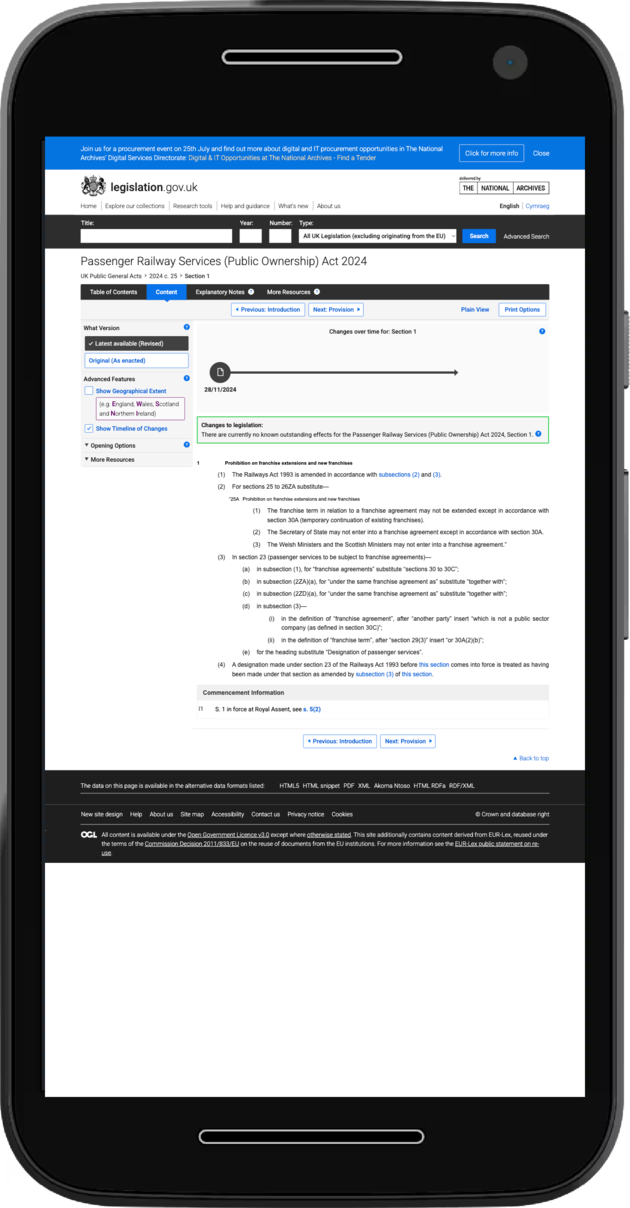 Join us for a procurement event on 25th July and find out more about digital and IT procurement opportunities in The National
Archives' Digital Services Directorate: Digital & IT Opportunities at The National Archives - Find a Tender
Click for more info
Close
legislation.gov.uk
delivered by
THE NATIONAL ARCHIVES
Home Explore our collections Research tools Help and guidance What's new About us
English Cymraeg
Title: Year: Number: Type:
All UK Legislation (excluding originating from the EU) Search Advanced Search
Passenger Railway Services (Public Ownership) Act 2024
UK Public General Acts > 2024 c. 25 > Section 1
Table of Contents Content Explanatory Notes ? More Resources ?
Previous: Introduction Next: Provision Plain View Print Options
What Version ?
✓ Latest available (Revised)
Original (As enacted)
Advanced Features ?
Show Geographical Extent
(e.g. England, Wales, Scotland
and Northern Ireland)
Show Timeline of Changes
Opening Options ?
More Resources
Changes over time for: Section 1 ?
28/11/2024
Changes to legislation:
There are currently no known outstanding effects for the Passenger Railway Services (Public Ownership) Act 2024, Section 1. ?
1 Prohibition on franchise extensions and new franchises
(1) The Railways Act 1993 is amended in accordance with subsections (2) and (3).
(2) For sections 25 to 26ZA substitute—
“25A Prohibition on franchise extensions and new franchises
(1) The franchise term in relation to a franchise agreement may not be extended except in accordance with
section 30A (temporary continuation of existing franchises).
(2) The Secretary of State may not enter into a franchise agreement except in accordance with section 30A.
(3) The Welsh Ministers and the Scottish Ministers may not enter into a franchise agreement.”
(3) In section 23 (passenger services to be subject to franchise agreements)—
(a) in subsection (1), for “franchise agreements” substitute “sections 30 to 30C”;
(b) in subsection (2ZA)(a), for “under the same franchise agreement as” substitute “together with”;
(c) in subsection (2ZD)(a), for “under the same franchise agreement as” substitute “together with”;
(d) in subsection (3)—
(i) in the definition of “franchise agreement”, after “another party” insert “which is not a public sector
company (as defined in section 30C)”;
(ii) in the definition of “franchise term”, after “section 29(3)” insert “or 30A(2)(b)”;
(e) for the heading substitute “Designation of passenger services”.
(4) A designation made under section 23 of the Railways Act 1993 before this section comes into force is treated as having
been made under that section as amended by subsection (3) of this section.
Commencement Information
I1 S. 1 in force at Royal Assent, see s. 5(2)
Previous: Introduction Next: Provision
Back to top
The data on this page is available in the alternative data formats listed: HTML5 HTML snippet PDF XML Akoma Ntoso HTML RDFa RDF/XML
New site design Help About us Site map Accessibility Contact us Privacy notice Cookies
© Crown and database right
OGL All content is available under the Open Government Licence v3.0 except where otherwise stated. This site additionally contains content derived from EUR-Lex, reused under
the terms of the Commission Decision 2011/833/EU on the reuse of documents from the EU institutions. For more information see the EUR-Lex public statement on re-
use.